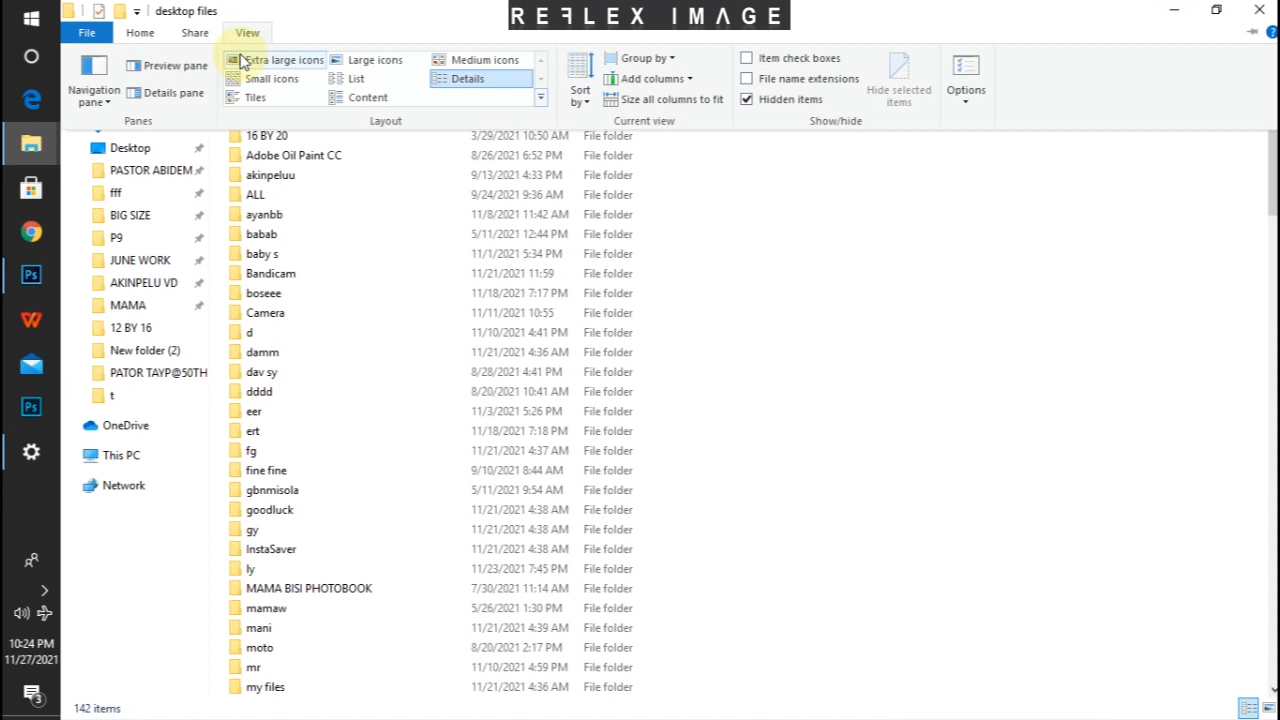 desktop files
REFLEX IMAGE
File Home Share View
Navigation pane
Preview pane
Details pane
Panes
Extra large icons Large icons Medium icons
Small icons List Details
Tiles Content
Layout
Sort by
Group by
Add columns
Size all columns to fit
Current view
Item check boxes
File name extensions
Hidden items
Hide selected items
Show/hide
Options
Desktop
PASTOR ABIDEM
fff
BIG SIZE
P9
JUNE WORK
AKINPELU VD
MAMA
12 BY 16
New folder (2)
PATOR TAYP@50TH
t
OneDrive
This PC
Network
16 BY 20 3/29/2021 10:50 AM File folder
Adobe Oil Paint CC 8/26/2021 6:52 PM File folder
akinpeluu 9/13/2021 4:33 PM File folder
ALL 9/24/2021 9:36 AM File folder
ayanbb 11/8/2021 11:42 AM File folder
babab 5/11/2021 12:44 PM File folder
baby s 11/1/2021 5:34 PM File folder
Bandicam 11/21/2021 11:59 File folder
boseee 11/18/2021 7:17 PM File folder
Camera 11/11/2021 10:55 File folder
d 11/10/2021 4:41 PM File folder
damm 11/21/2021 4:36 AM File folder
dav sy 8/28/2021 4:41 PM File folder
dddd 8/20/2021 10:41 AM File folder
eer 11/3/2021 5:26 PM File folder
ert 11/18/2021 7:18 PM File folder
fg 11/21/2021 4:37 AM File folder
fine fine 9/10/2021 8:44 AM File folder
gbnmisola 5/11/2021 9:54 AM File folder
goodluck 11/21/2021 4:38 AM File folder
gy 11/21/2021 4:38 AM File folder
InstaSaver 11/21/2021 4:38 AM File folder
ly 11/23/2021 7:45 PM File folder
MAMA BISI PHOTOBOOK 7/30/2021 11:14 AM File folder
mamaw 5/26/2021 1:30 PM File folder
mani 11/21/2021 4:39 AM File folder
moto 8/20/2021 2:17 PM File folder
mr 11/10/2021 4:59 PM File folder
my files 11/21/2021 4:36 AM File folder
142 items
Ps
Ps
10:24 PM
11/27/2021
3